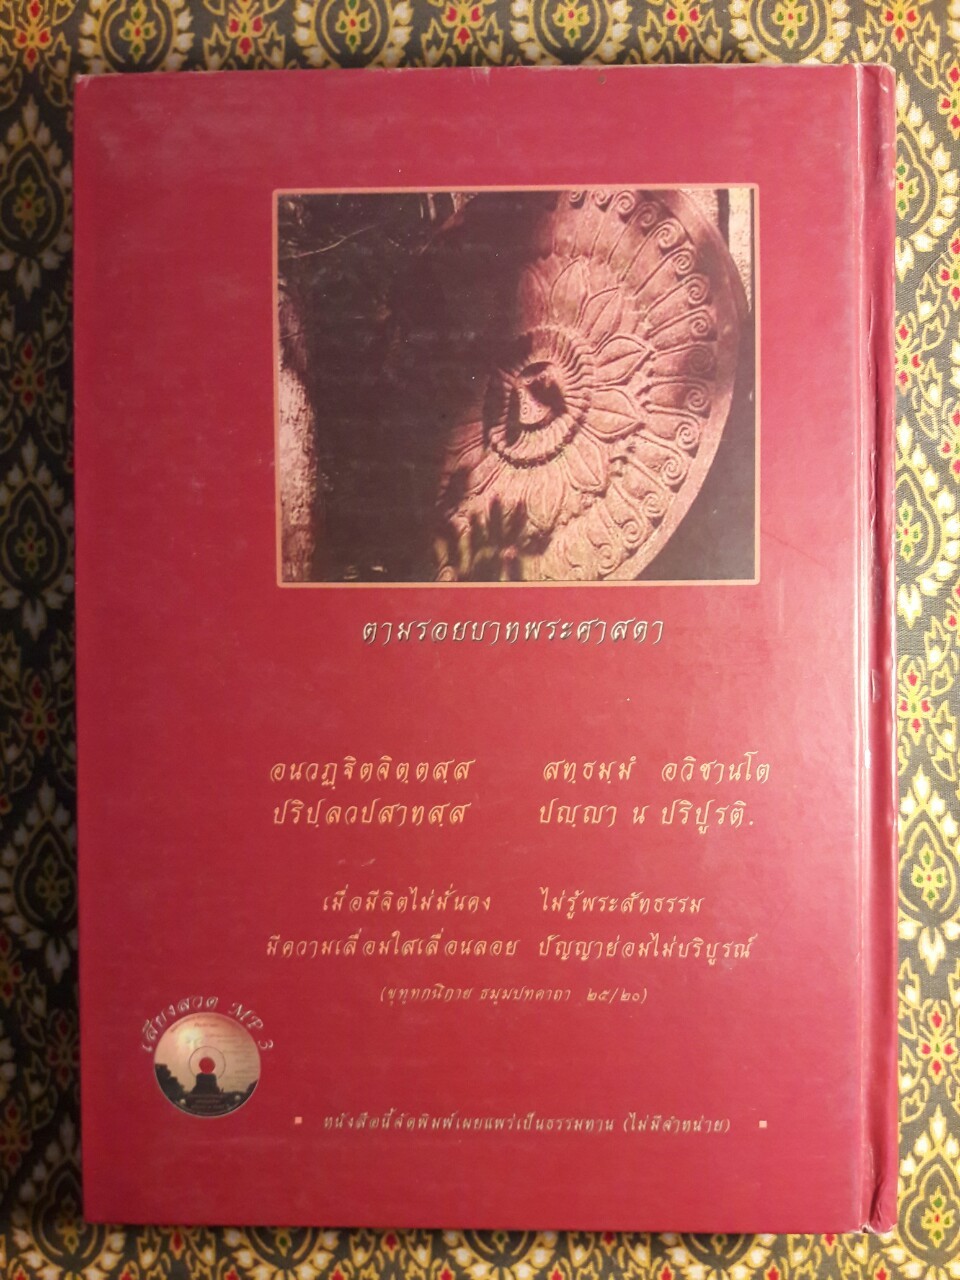 ตามรอยบาทพระศาสดา
อนวฏฺฐิตจิตฺตสฺส สทฺธมฺมํ อวิชานโต
ปริปฺลวปสาทสฺส ปญฺญา น ปริปูรติ.
เมื่อมีจิตไม่มั่นคง ไม่รู้พระสัทธรรม
มีความเลื่อมใสเลื่อนลอย ปัญญาย่อมไม่บริบูรณ์
(ขุทฺทกนิกาย ธมฺมปทคาถา ๒๕/๒๐)
เสียงสวด MP3
หนังสือนี้จัดพิมพ์เผยแพร่เป็นธรรมทาน (ไม่มีจำหน่าย)